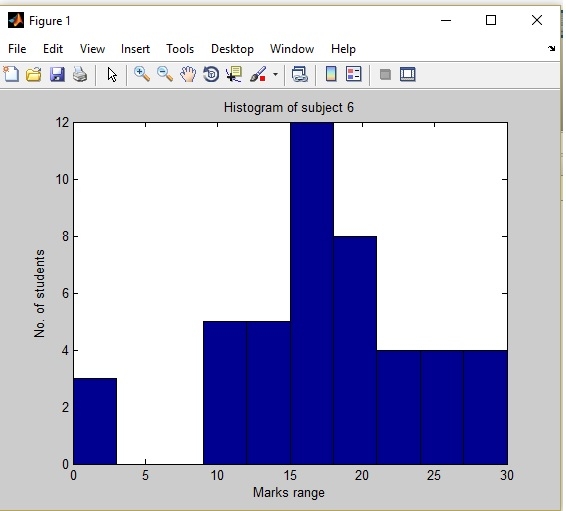 Figure 1
File Edit View Insert Tools Desktop Window Help
Histogram of subject 6
12
10
8
6
4
2
0
No. of students
0 5 10 15 20 25 30
Marks range